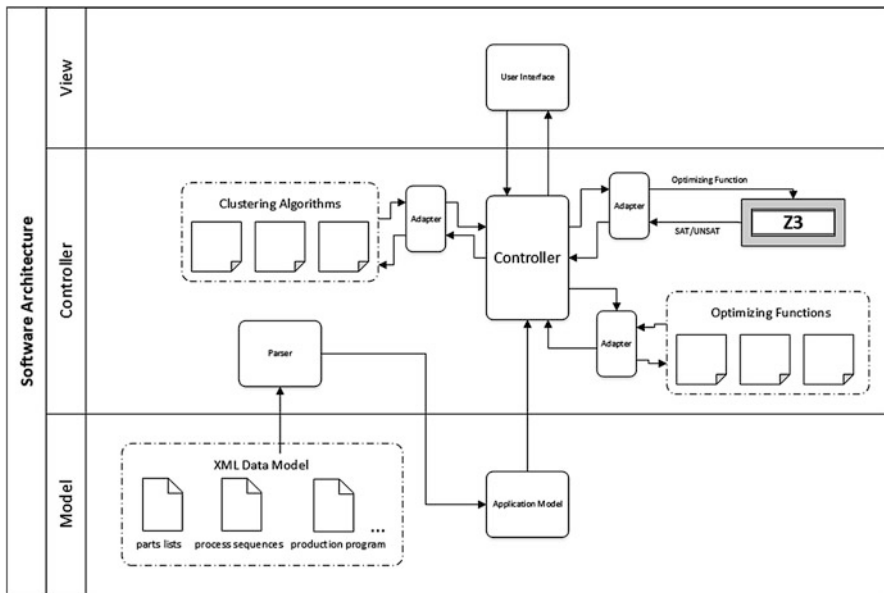 Software Architecture
View
User Interface
Controller
Clustering Algorithms
Adapter
Controller
Adapter
Optimizing Function
SAT/UNSAT
Z3
Adapter
Optimizing Functions
Parser
Model
XML Data Model
parts lists
process sequences
production program
...
Application Model